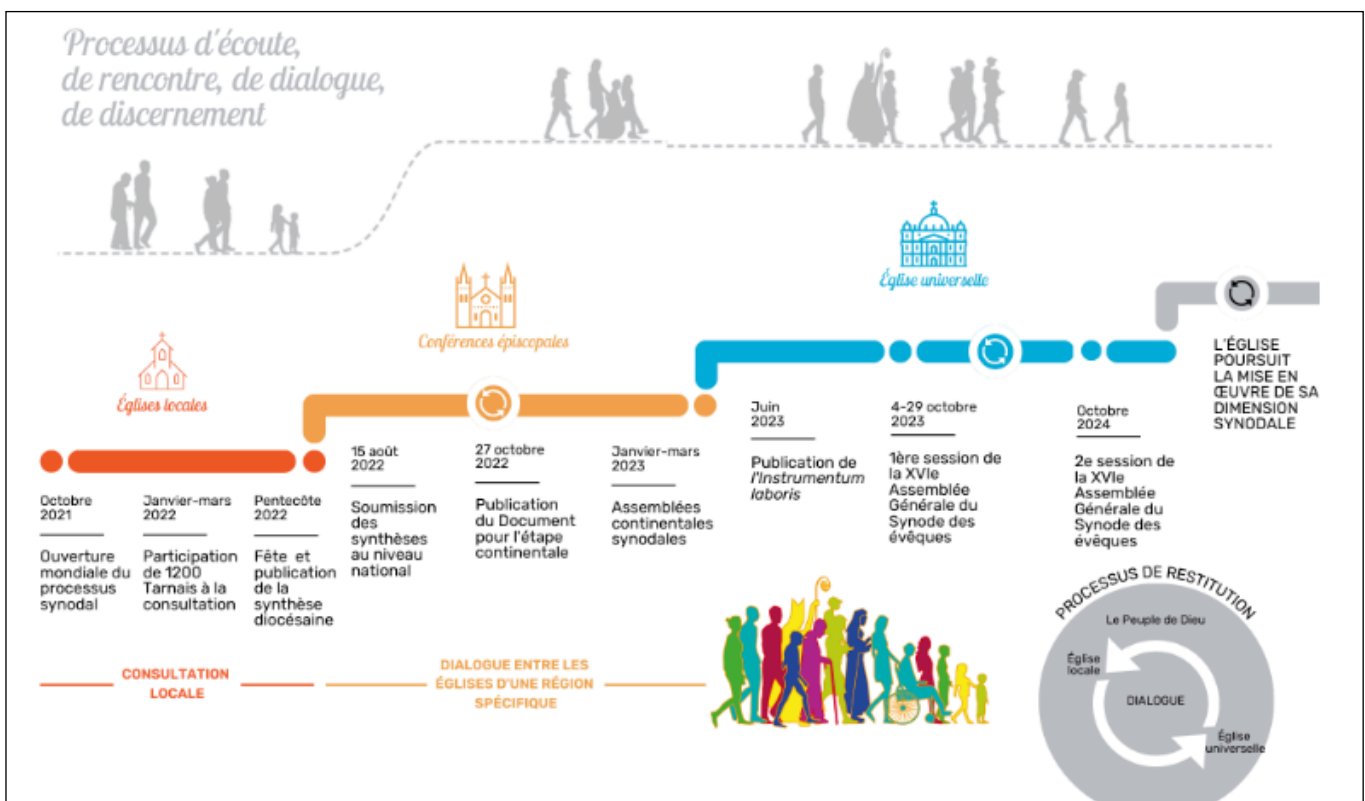 Processus d'écoute,
de rencontre, de dialogue,
de discernement
Églises locales
Conférences épiscopales
Église universelle
Octobre
2021
Ouverture
mondiale du
processus
synodal
Janvier-mars
2022
Participation
de 1200
Tarnais à la
consultation
Pentecôte
2022
Fête et
publication
de la
synthèse
diocésaine
15 août
2022
Soumission
des
synthèses
au niveau
national
27 octobre
2022
Publication
du Document
pour l'étape
continentale
Janvier-mars
2023
Assemblées
continentales
synodales
Juin
2023
Publication de
l'Instrumentum
laboris
4-29 octobre
2023
1ère session de
la XVIe
Assemblée
Générale du
Synode des
évêques
Octobre
2024
2e session de
la XVIe
Assemblée
Générale du
Synode des
évêques
L'ÉGLISE
POURSUIT
LA MISE EN
ŒUVRE DE SA
DIMENSION
SYNODALE
CONSULTATION
LOCALE
DIALOGUE ENTRE LES
ÉGLISES D'UNE RÉGION
SPÉCIFIQUE
PROCESSUS DE RESTITUTION
Le Peuple de Dieu
Église
locale
DIALOGUE
Église
universelle